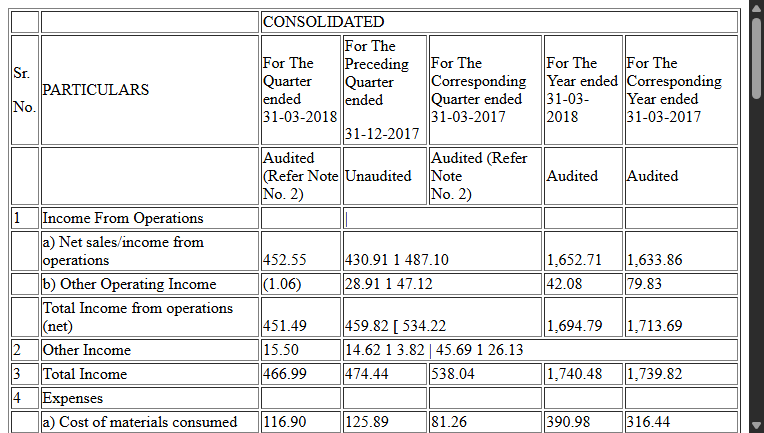 CONSOLIDATED
Sr. No. PARTICULARS For The Quarter ended 31-03-2018 For The Preceding Quarter ended 31-12-2017 For The Corresponding Quarter ended 31-03-2017 For The Year ended 31-03-2018 For The Corresponding Year ended 31-03-2017
Audited (Refer Note No. 2) Unaudited Audited (Refer Note No. 2) Audited Audited
1 Income From Operations |
a) Net sales/income from operations 452.55 430.91 1 487.10 1,652.71 1,633.86
b) Other Operating Income (1.06) 28.91 1 47.12 42.08 79.83
Total Income from operations (net) 451.49 459.82 [ 534.22 1,694.79 1,713.69
2 Other Income 15.50 14.62 1 3.82 | 45.69 1 26.13
3 Total Income 466.99 474.44 538.04 1,740.48 1,739.82
4 Expenses
a) Cost of materials consumed 116.90 125.89 81.26 390.98 316.44